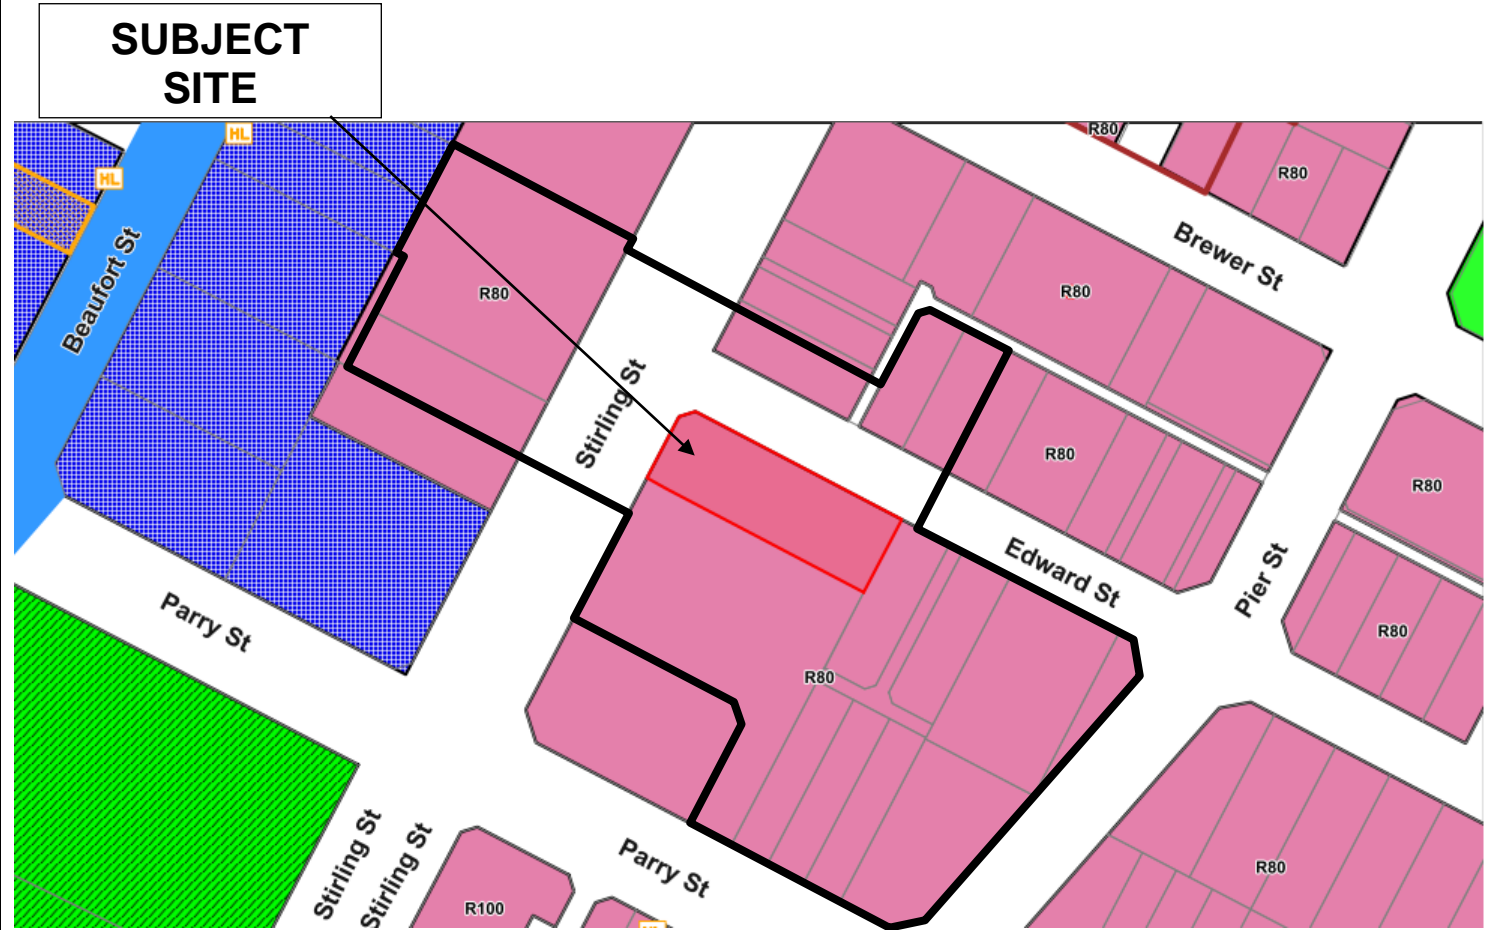 SUBJECT
SITE
HL
R80
HL
R80
Brewer St
Beaufort St
R80
R80
Stirling St
R80
R80
Edward St
Pier St
Parry St
R80
R80
Stirling St
Stirling St
Parry St
R80
R100